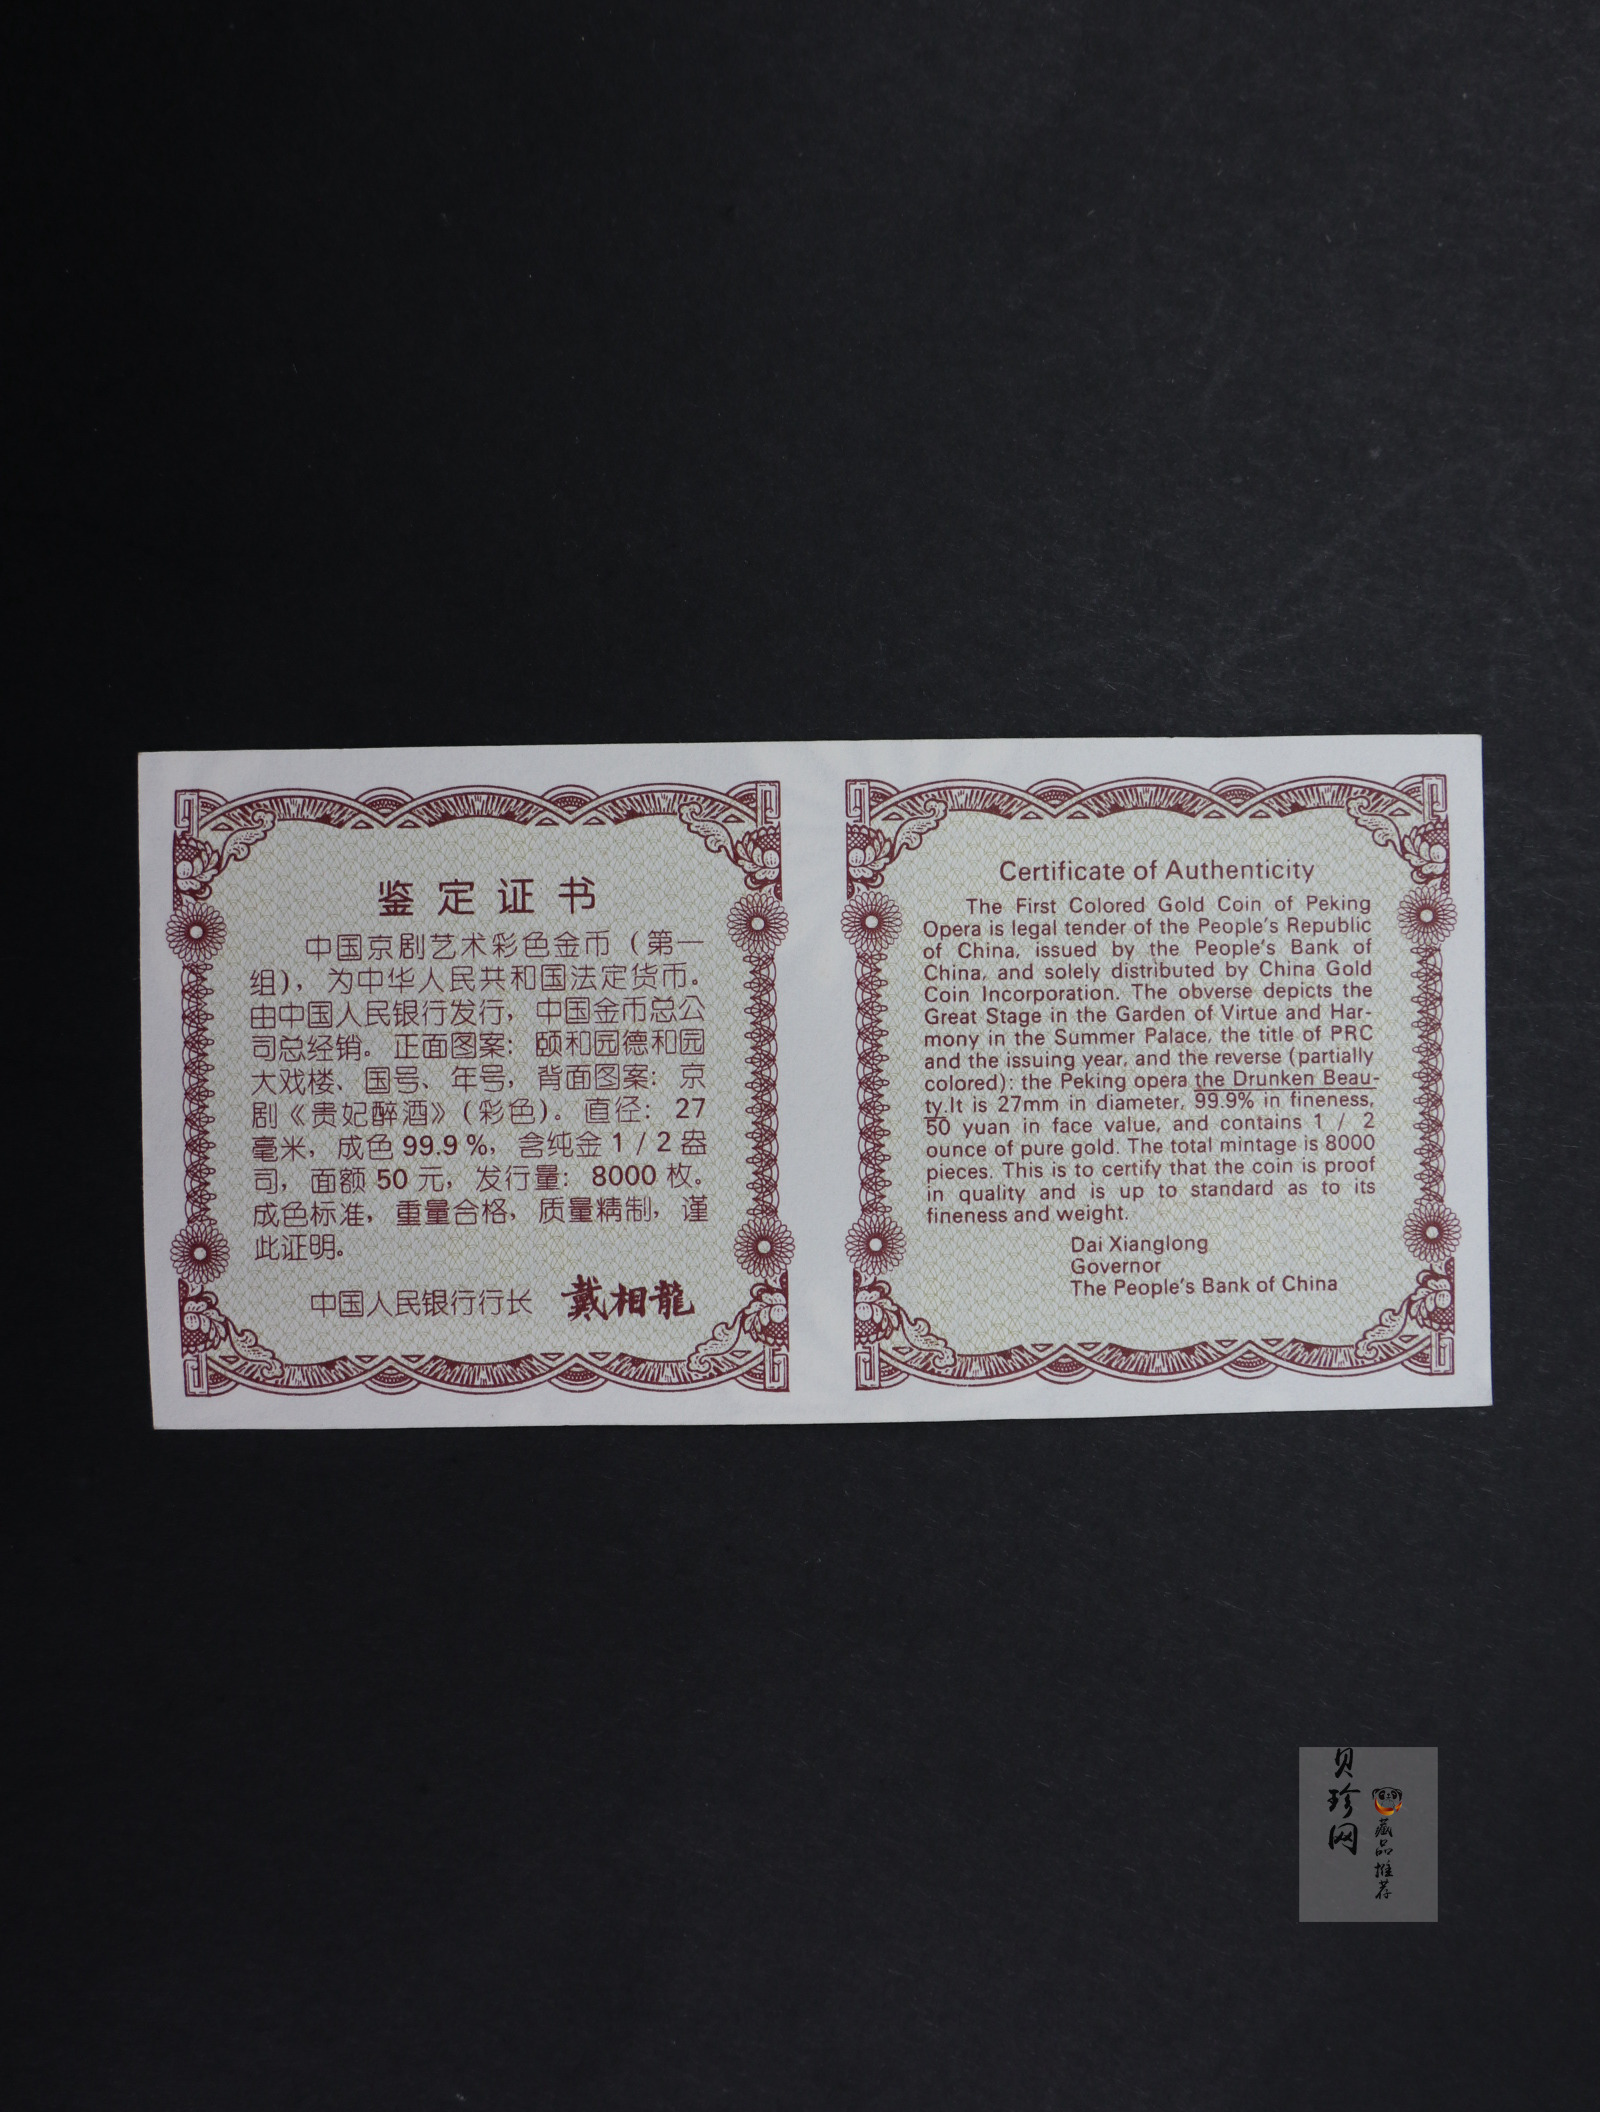 鉴定证书
中国京剧艺术彩色金币（第一
组），为中华人民共和国法定货币。
由中国人民银行发行，中国金币总公
司总经销。正面图案：颐和园德和园
大戏楼、国号、年号，背面图案：京
剧《贵妃醉酒》（彩色）。直径：27
毫米，成色 99.9%，含纯金 1 / 2 盎
司，面额 50 元，发行量：8000 枚。
成色标准，重量合格，质量精制，谨
此证明。
中国人民银行行长 戴相龍
Certificate of Authenticity
The First Colored Gold Coin of Peking
Opera is legal tender of the People's Republic
of China, issued by the People's Bank of
China, and solely distributed by China Gold
Coin Incorporation. The obverse depicts the
Great Stage in the Garden of Virtue and Har-
mony in the Summer Palace, the title of PRC
and the issuing year, and the reverse (partially
colored): the Peking opera the Drunken Beau-
ty.It is 27mm in diameter, 99.9% in fineness,
50 yuan in face value, and contains 1 / 2
ounce of pure gold. The total mintage is 8000
pieces. This is to certify that the coin is proof
in quality and is up to standard as to its
fineness and weight.
Dai Xianglong
Governor
The People's Bank of China
贝珍网
藏品推荐